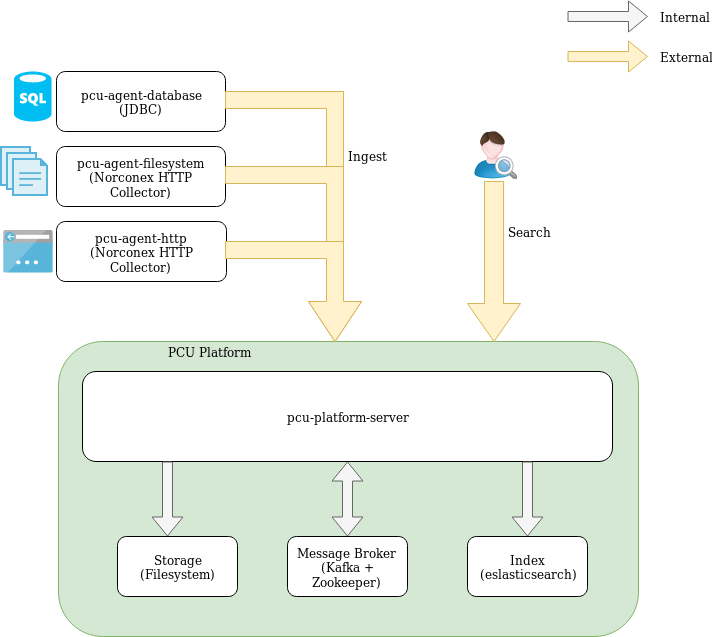 Internal
External
SQL
pcu-agent-database
(JDBC)
pcu-agent-filesystem
(Norconex HTTP
Collector)
pcu-agent-http
(Norconex HTTP
Collector)
Ingest
Search
PCU Platform
pcu-platform-server
Storage
(Filesystem)
Message Broker
(Kafka +
Zookeeper)
Index
(eslasticsearch)